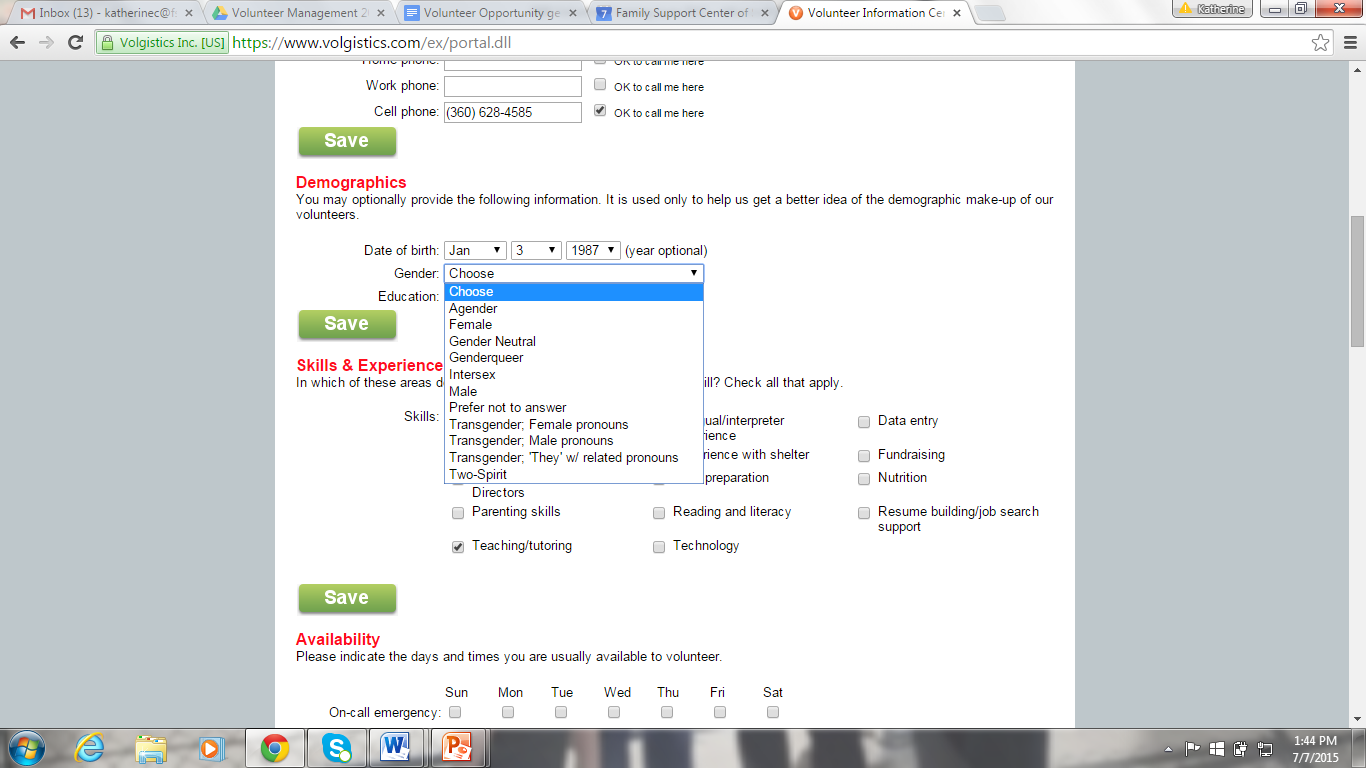 Inbox (13) - katherinec@f
Volunteer Management 2
Volunteer Opportunity ge
Family Support Center of
Volunteer Information Ce
Katherine
Volgistics Inc. [US]
https://www.volgistics.com/ex/portal.dll
Home phone:
OK to call me here
Work phone:
OK to call me here
Cell phone: (360) 628-4585
OK to call me here
Save
Demographics
You may optionally provide the following information. It is used only to help us get a better idea of the demographic make-up of our
volunteers.
Date of birth: Jan 3 1987 (year optional)
Gender: Choose
Education:
Choose
Agender
Female
Gender Neutral
Genderqueer
Intersex
Male
Prefer not to answer
Transgender; Female pronouns
Transgender; Male pronouns
Transgender; 'They' w/ related pronouns
Two-Spirit
Save
Skills & Experience
In which of these areas d ill? Check all that apply.
Skills:
gual/interpreter
rience
Data entry
rience with shelter
Fundraising
Directors
preparation
Nutrition
Parenting skills
Reading and literacy
Resume building/job search
support
Teaching/tutoring
Technology
Save
Availability
Please indicate the days and times you are usually available to volunteer.
Sun Mon Tue Wed Thu Fri Sat
On-call emergency:
1:44 PM
7/7/2015